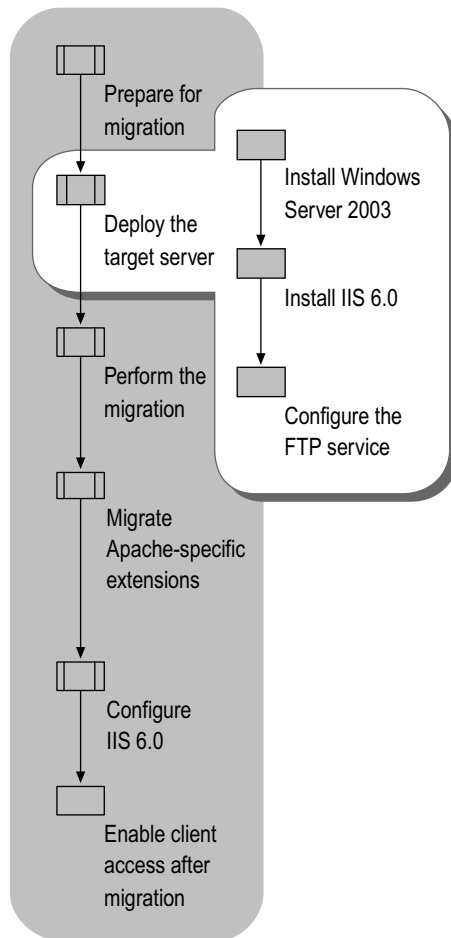 Prepare for
migration
Deploy the
target server
Install Windows
Server 2003
Install IIS 6.0
Configure the
FTP service
Perform the
migration
Migrate
Apache-specific
extensions
Configure
IIS 6.0
Enable client
access after
migration